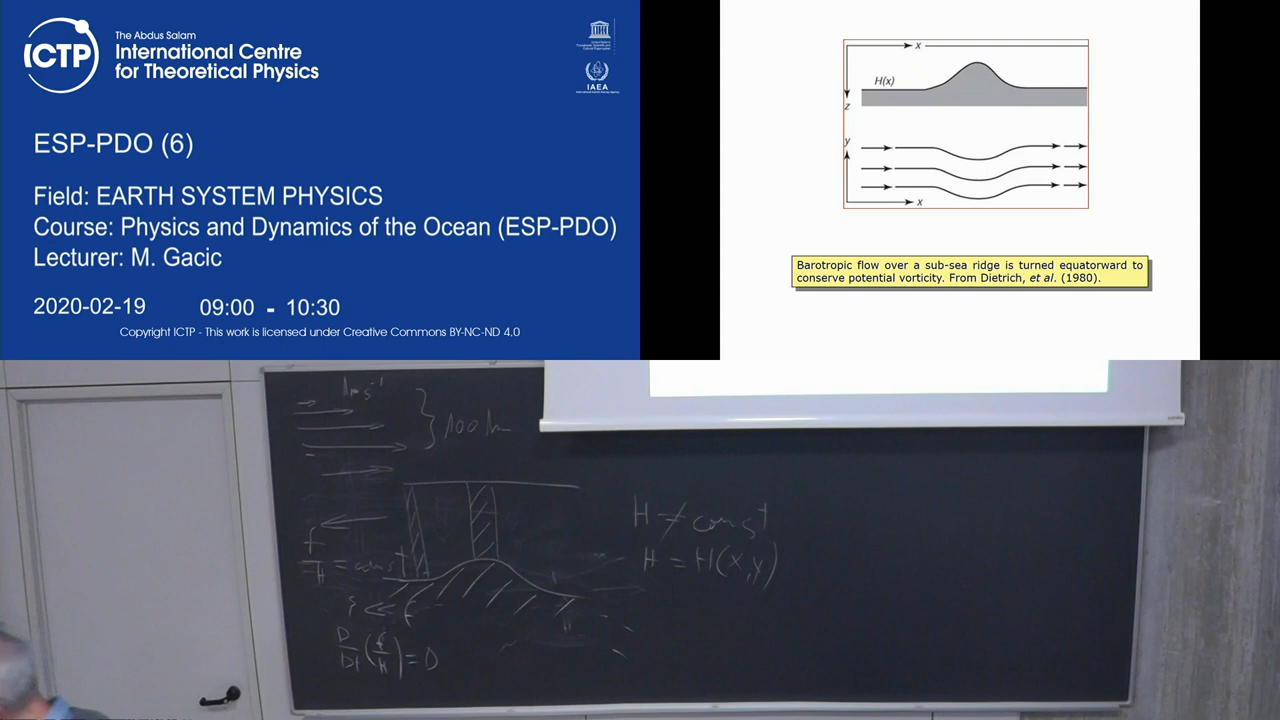 The Abdus Salam
International Centre
for Theoretical Physics
ICTP
IAEA
ESP-PDO (6)
Field: EARTH SYSTEM PHYSICS
Course: Physics and Dynamics of the Ocean (ESP-PDO)
Lecturer: M. Gacic
2020-02-19 09:00 - 10:30
Copyright ICTP - This work is licensed under Creative Commons BY-NC-ND 4.0
x
H(x)
z
y
x
Barotropic flow over a sub-sea ridge is turned equatorward to
conserve potential vorticity. From Dietrich, et al. (1980).
100 km
H ≠ const
H = H(x,y)
f/H = const
D/Dt (f/H) = 0